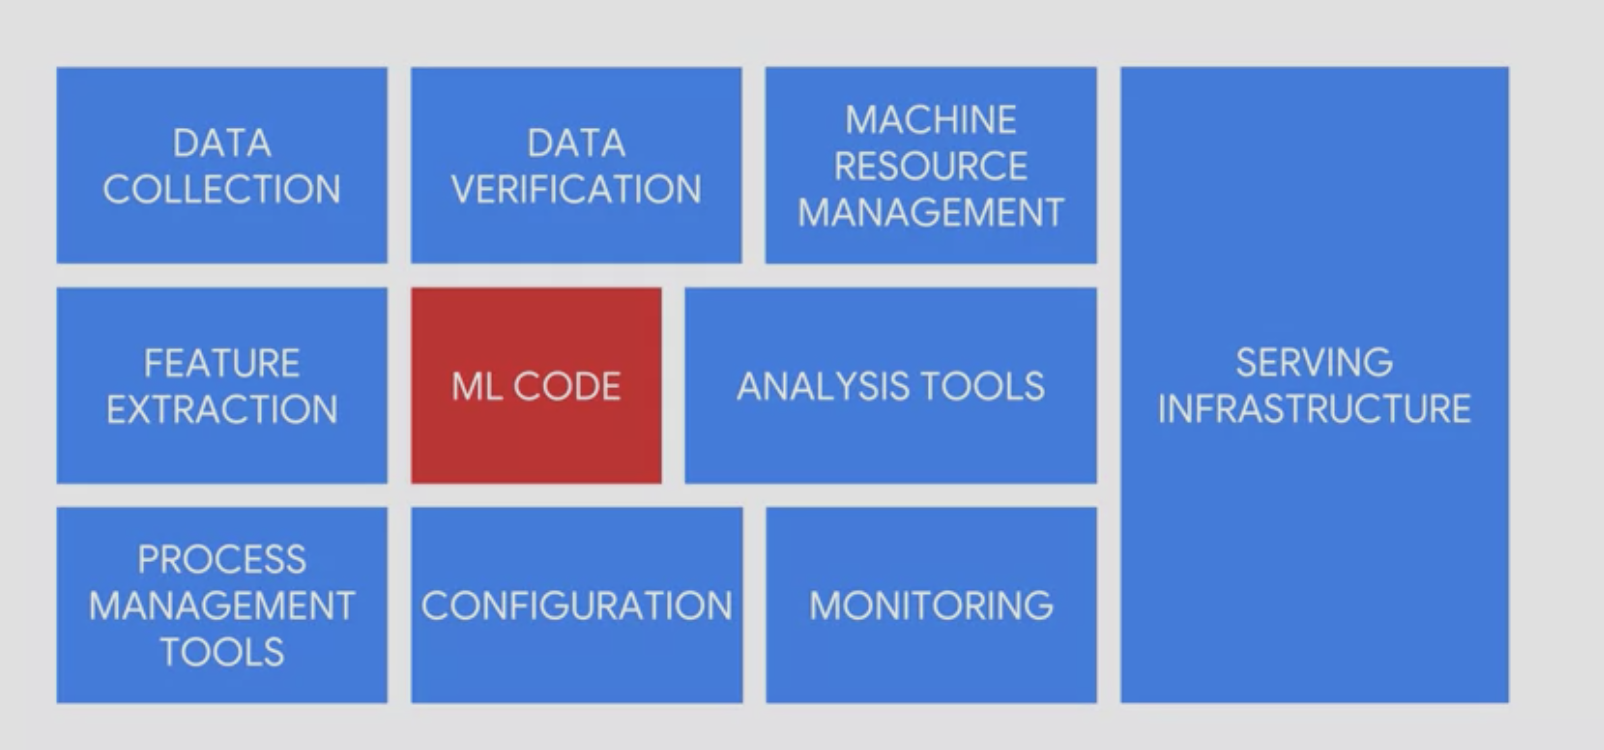 DATA
COLLECTION
DATA
VERIFICATION
MACHINE
RESOURCE
MANAGEMENT
FEATURE
EXTRACTION
ML CODE
ANALYSIS TOOLS
SERVING
INFRASTRUCTURE
PROCESS
MANAGEMENT
TOOLS
CONFIGURATION
MONITORING